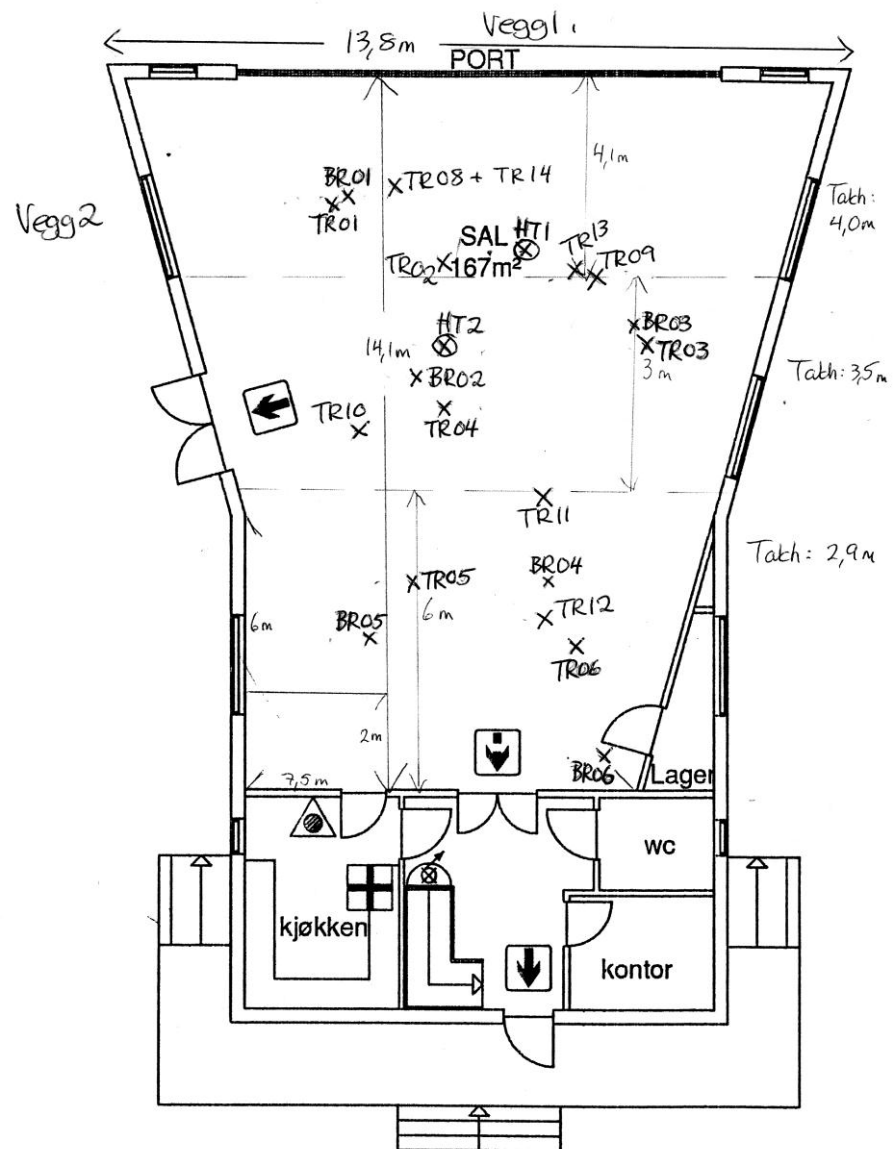 Vegg1.
13,8m
PORT
4,1m
BR01
TR08 + TR14
TR01
Vegg2
Takh:
4,0m
HT1
SAL
TR13
TR02
167m²
TR09
HT2
BR03
14,1m
TR03
3m
Takh: 3,5m
BR02
TR10
TR04
TR11
Takh: 2,9m
TR05
BR04
6m
6m
TR12
BR05
TR06
2m
BR06
7,5m
Lager
wc
kjøkken
kontor